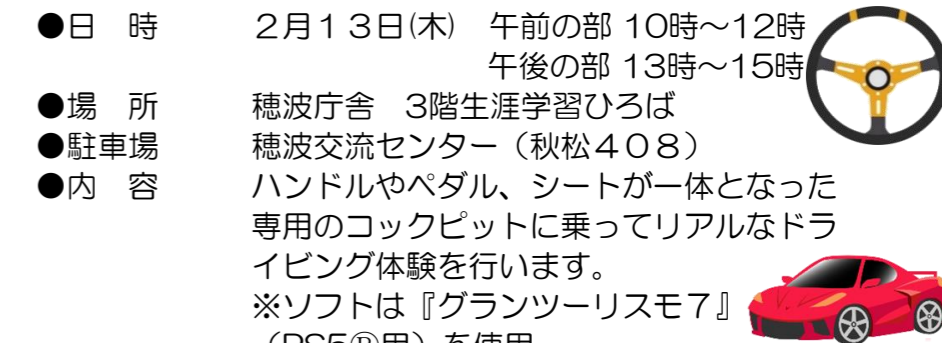 ●日　時　　　２月１３日(木)　午前の部 10時～12時
午後の部 13時～15時
●場　所　　　穂波庁舎　3階生涯学習ひろば
●駐車場　　　穂波交流センター（秋松４０８）
●内　容　　　ハンドルやペダル、シートが一体となった
専用のコックピットに乗ってリアルなドラ
イビング体験を行います。
※ソフトは『グランツーリスモ７』
（PS5®用）を使用